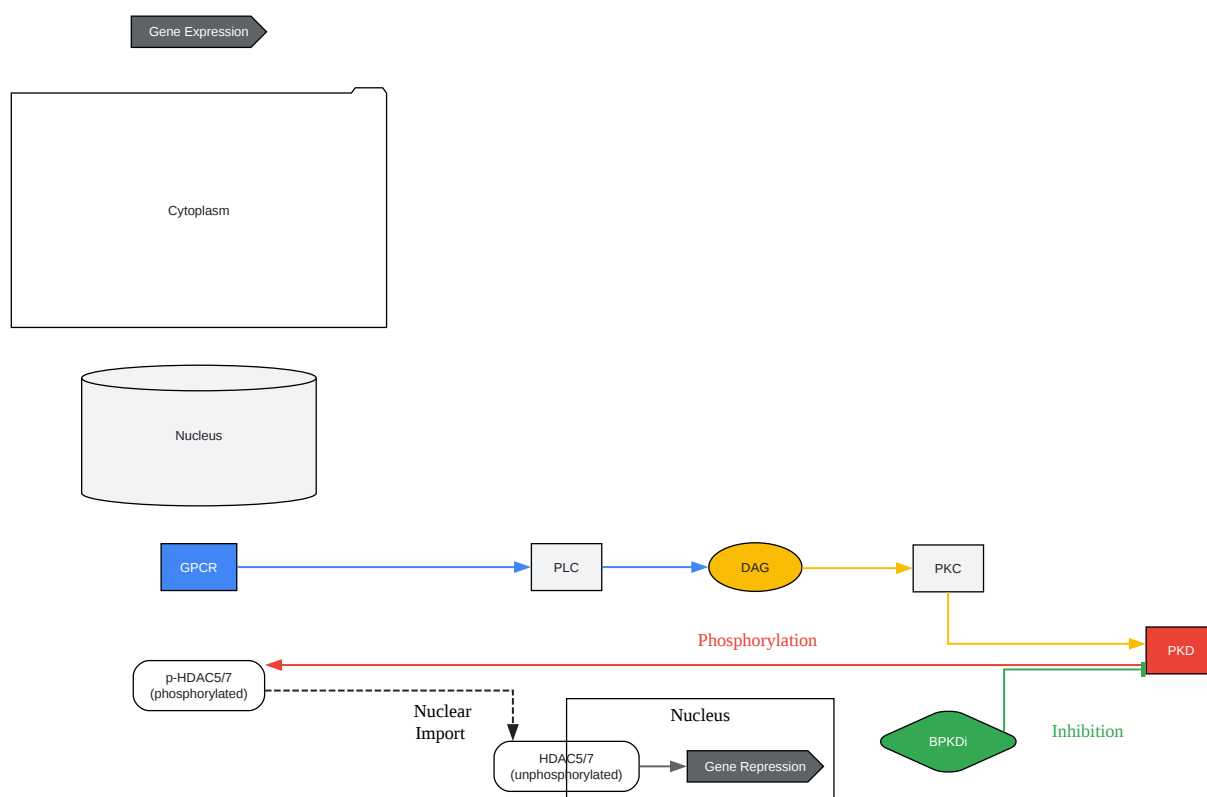 Gene Expression
Cytoplasm
Nucleus
GPCR
PLC
DAG
PKC
Phosphorylation
PKD
p-HDAC5/7
(phosphorylated)
Nuclear
Import
Nucleus
HDAC5/7
(unphosphorylated)
Gene Repression
BPKDi
Inhibition